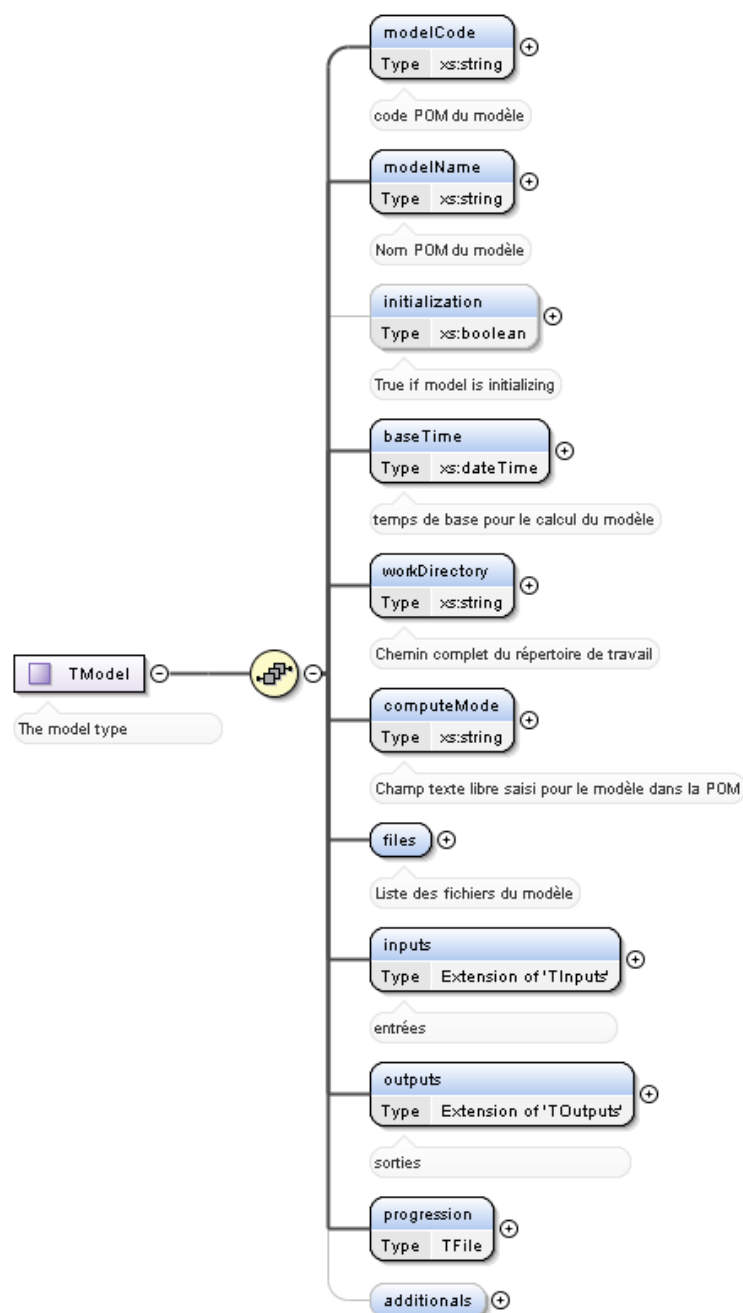 modelCode
Type xs:string
code POM du modèle
modelName
Type xs:string
Nom POM du modèle
initialization
Type xs:boolean
True if model is initializing
baseTime
Type xs:dateTime
temps de base pour le calcul du modèle
workDirectory
Type xs:string
Chemin complet du répertoire de travail
TModel
The model type
computeMode
Type xs:string
Champ texte libre saisi pour le modèle dans la POM
files
Liste des fichiers du modèle
inputs
Type Extension of 'TInputs'
entrées
outputs
Type Extension of 'TOutputs'
sorties
progression
Type TFile
additionals